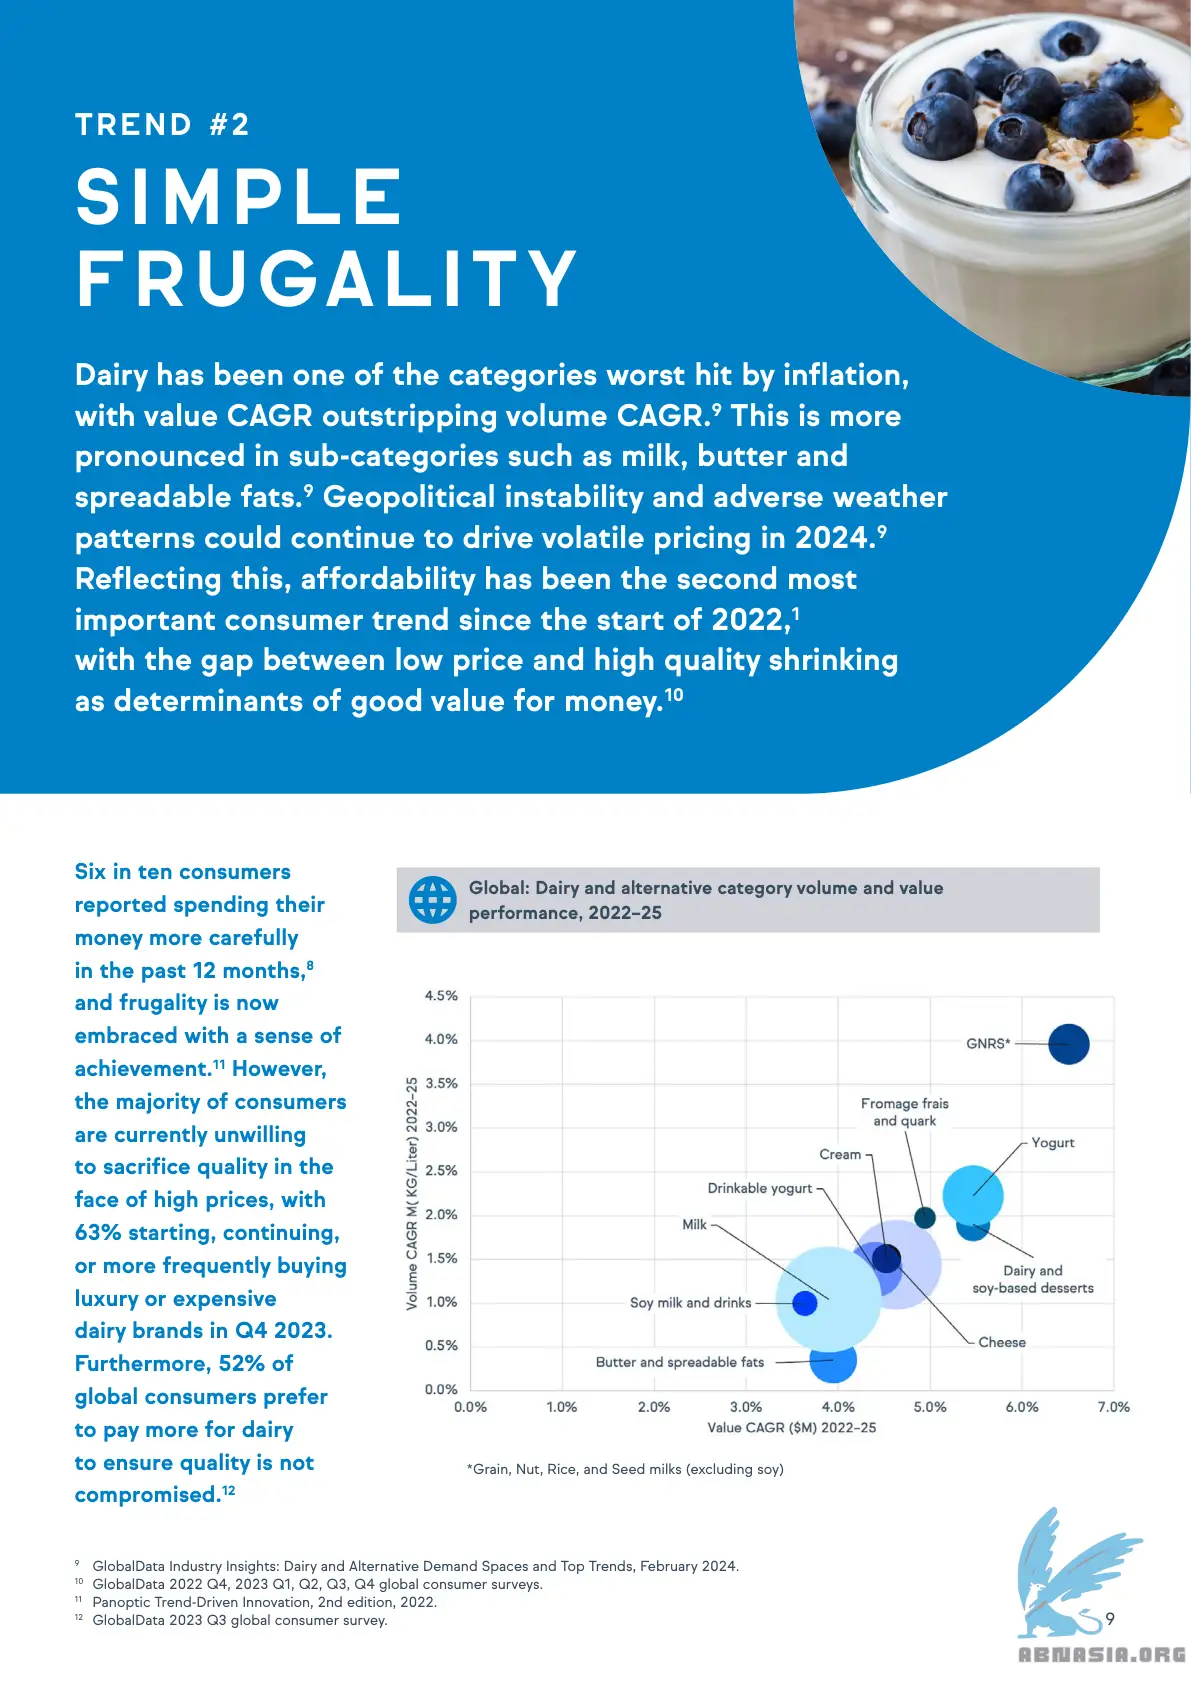 TREND #2
SIMPLE
FRUGALITY
Dairy has been one of the categories worst hit by inflation,
with value CAGR outstripping volume CAGR.⁹ This is more
pronounced in sub-categories such as milk, butter and
spreadable fats.⁹ Geopolitical instability and adverse weather
patterns could continue to drive volatile pricing in 2024.⁹
Reflecting this, affordability has been the second most
important consumer trend since the start of 2022,¹
with the gap between low price and high quality shrinking
as determinants of good value for money.¹⁰
Six in ten consumers
reported spending their
money more carefully
in the past 12 months,⁸
and frugality is now
embraced with a sense of
achievement.¹¹ However,
the majority of consumers
are currently unwilling
to sacrifice quality in the
face of high prices, with
63% starting, continuing,
or more frequently buying
luxury or expensive
dairy brands in Q4 2023.
Furthermore, 52% of
global consumers prefer
to pay more for dairy
to ensure quality is not
compromised.¹²
Global: Dairy and alternative category volume and value
performance, 2022–25
Volume CAGR M( KG/Liter) 2022–25
4.5%
4.0%
3.5%
3.0%
2.5%
2.0%
1.5%
1.0%
0.5%
0.0%
GNRS*
Fromage frais
and quark
Yogurt
Cream
Drinkable yogurt
Milk
Dairy and
soy-based desserts
Soy milk and drinks
Cheese
Butter and spreadable fats
0.0% 1.0% 2.0% 3.0% 4.0% 5.0% 6.0% 7.0%
Value CAGR ($M) 2022–25
*Grain, Nut, Rice, and Seed milks (excluding soy)
⁹ GlobalData Industry Insights: Dairy and Alternative Demand Spaces and Top Trends, February 2024.
¹⁰ GlobalData 2022 Q4, 2023 Q1, Q2, Q3, Q4 global consumer surveys.
¹¹ Panoptic Trend-Driven Innovation, 2nd edition, 2022.
¹² GlobalData 2023 Q3 global consumer survey.
9
ABNASIA.ORG